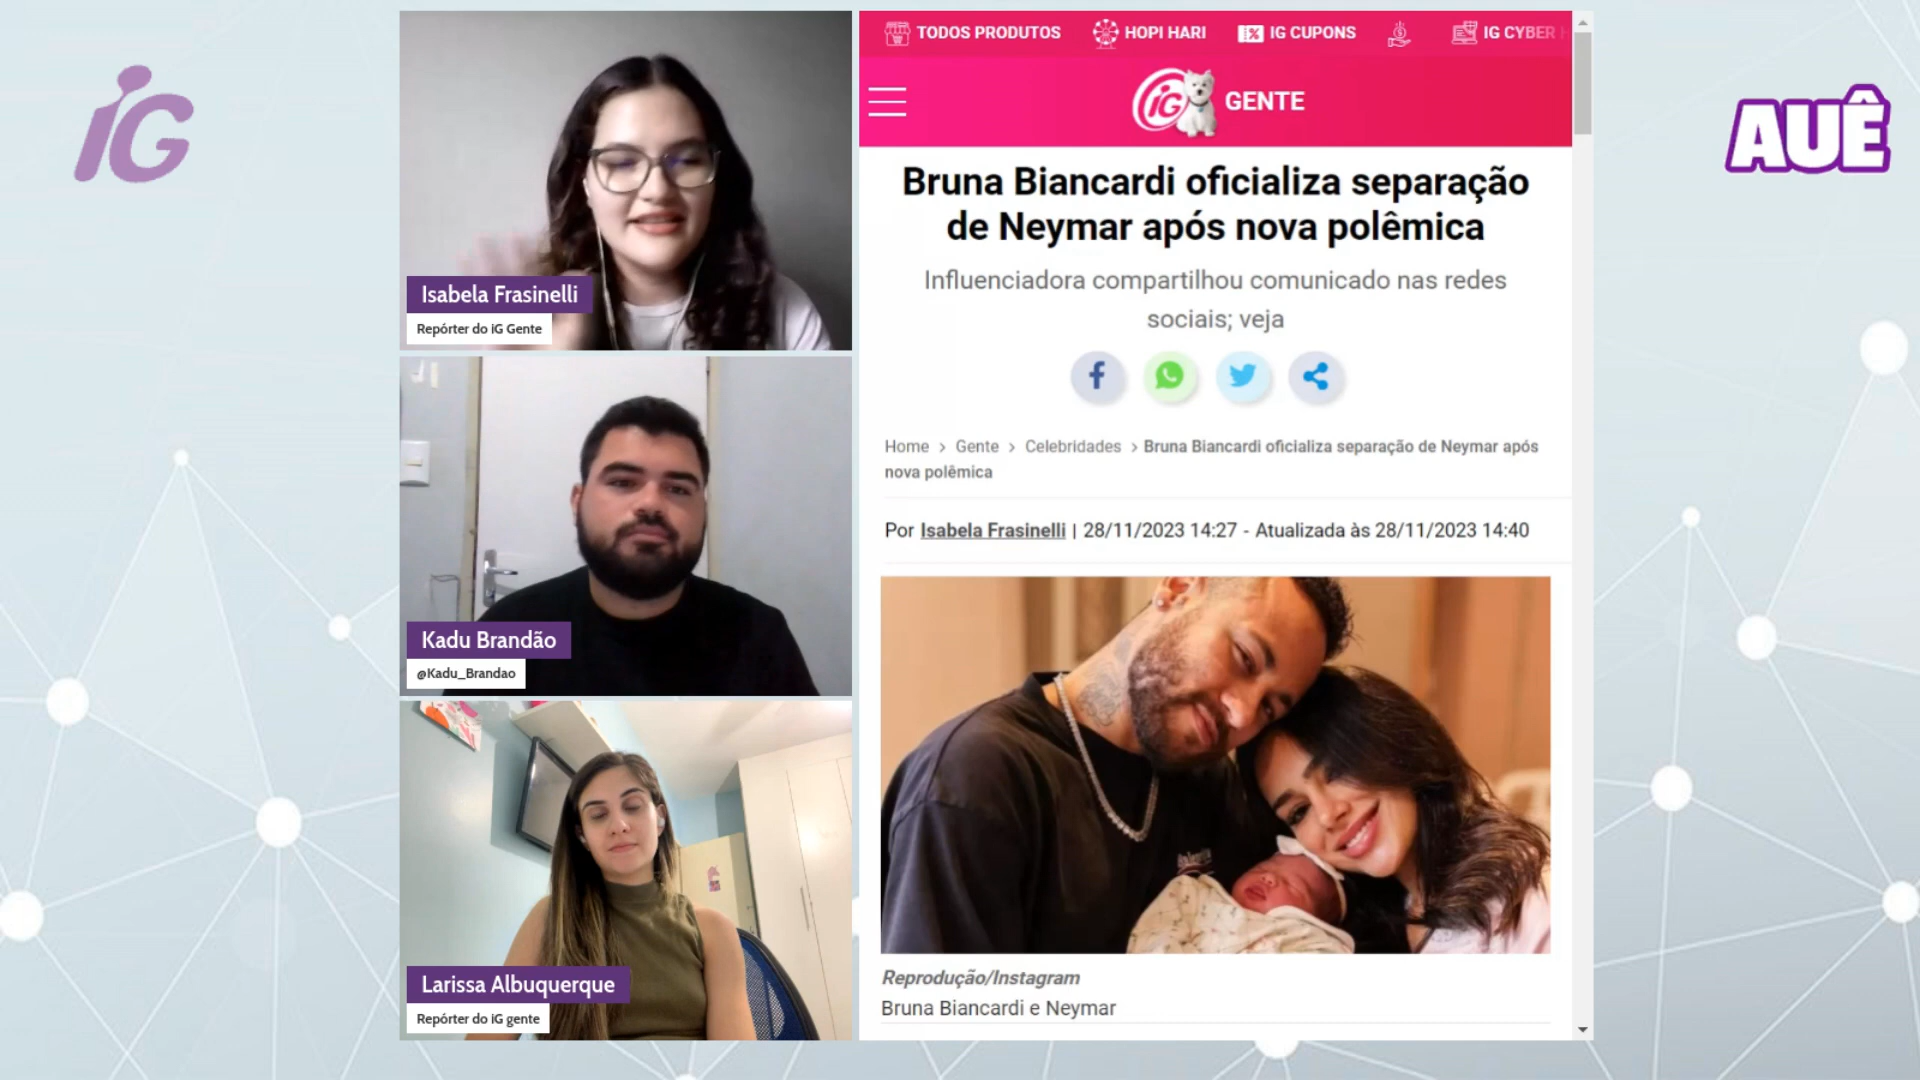 iG
Isabela Frasinelli
Repórter do iG Gente
Kadu Brandão
@Kadu_Brandao
Larissa Albuquerque
Repórter do iG gente
TODOS PRODUTOS
HOPI HARI
IG CUPONS
IG CYBER
iG GENTE
Bruna Biancardi oficializa separação
de Neymar após nova polêmica
Influenciadora compartilhou comunicado nas redes
sociais; veja
Home > Gente > Celebridades > Bruna Biancardi oficializa separação de Neymar após
nova polêmica
Por Isabela Frasinelli | 28/11/2023 14:27 - Atualizada às 28/11/2023 14:40
Reprodução/Instagram
Bruna Biancardi e Neymar
AUÊ